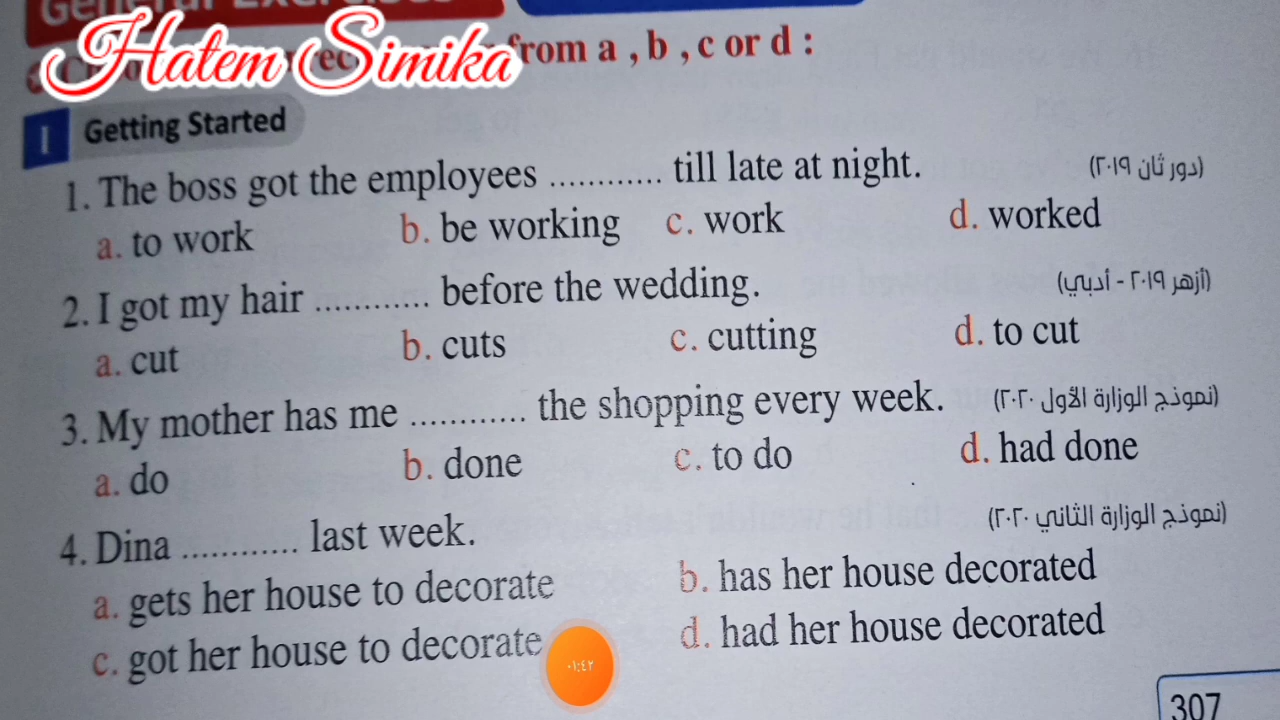 General Exercises
Hatem Simika
from a , b , c or d :
I Getting Started
1. The boss got the employees ............ till late at night. (دور ثان ٢٠١٩)
a. to work b. be working c. work d. worked
2. I got my hair ............ before the wedding. (أزهر ٢٠١٩ - أدبي)
a. cut b. cuts c. cutting d. to cut
3. My mother has me ............ the shopping every week. (نموذج الوزارة الأول ٢٠٢٠)
a. do b. done c. to do d. had done
4. Dina ............ last week. (نموذج الوزارة الثاني ٢٠٢٠)
a. gets her house to decorate b. has her house decorated
c. got her house to decorate d. had her house decorated
٠١:٤٢
307